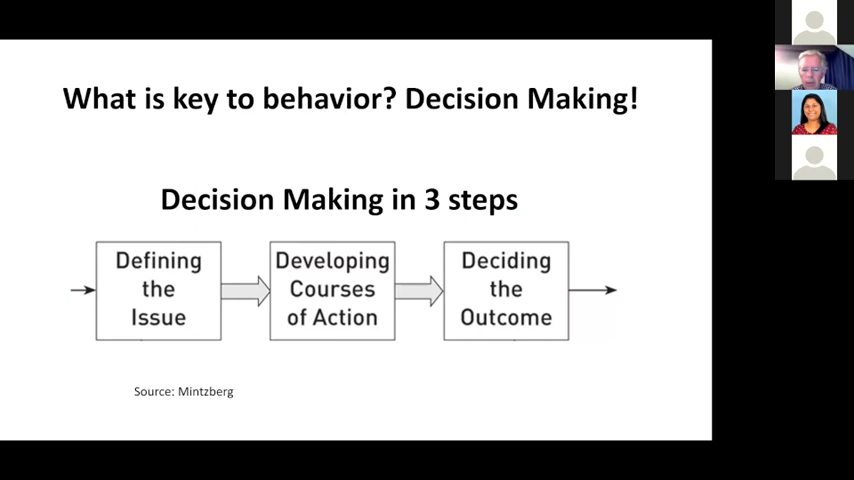 What is key to behavior? Decision Making!
Decision Making in 3 steps
Defining
the
Issue
Developing
Courses
of Action
Deciding
the
Outcome
Source: Mintzberg